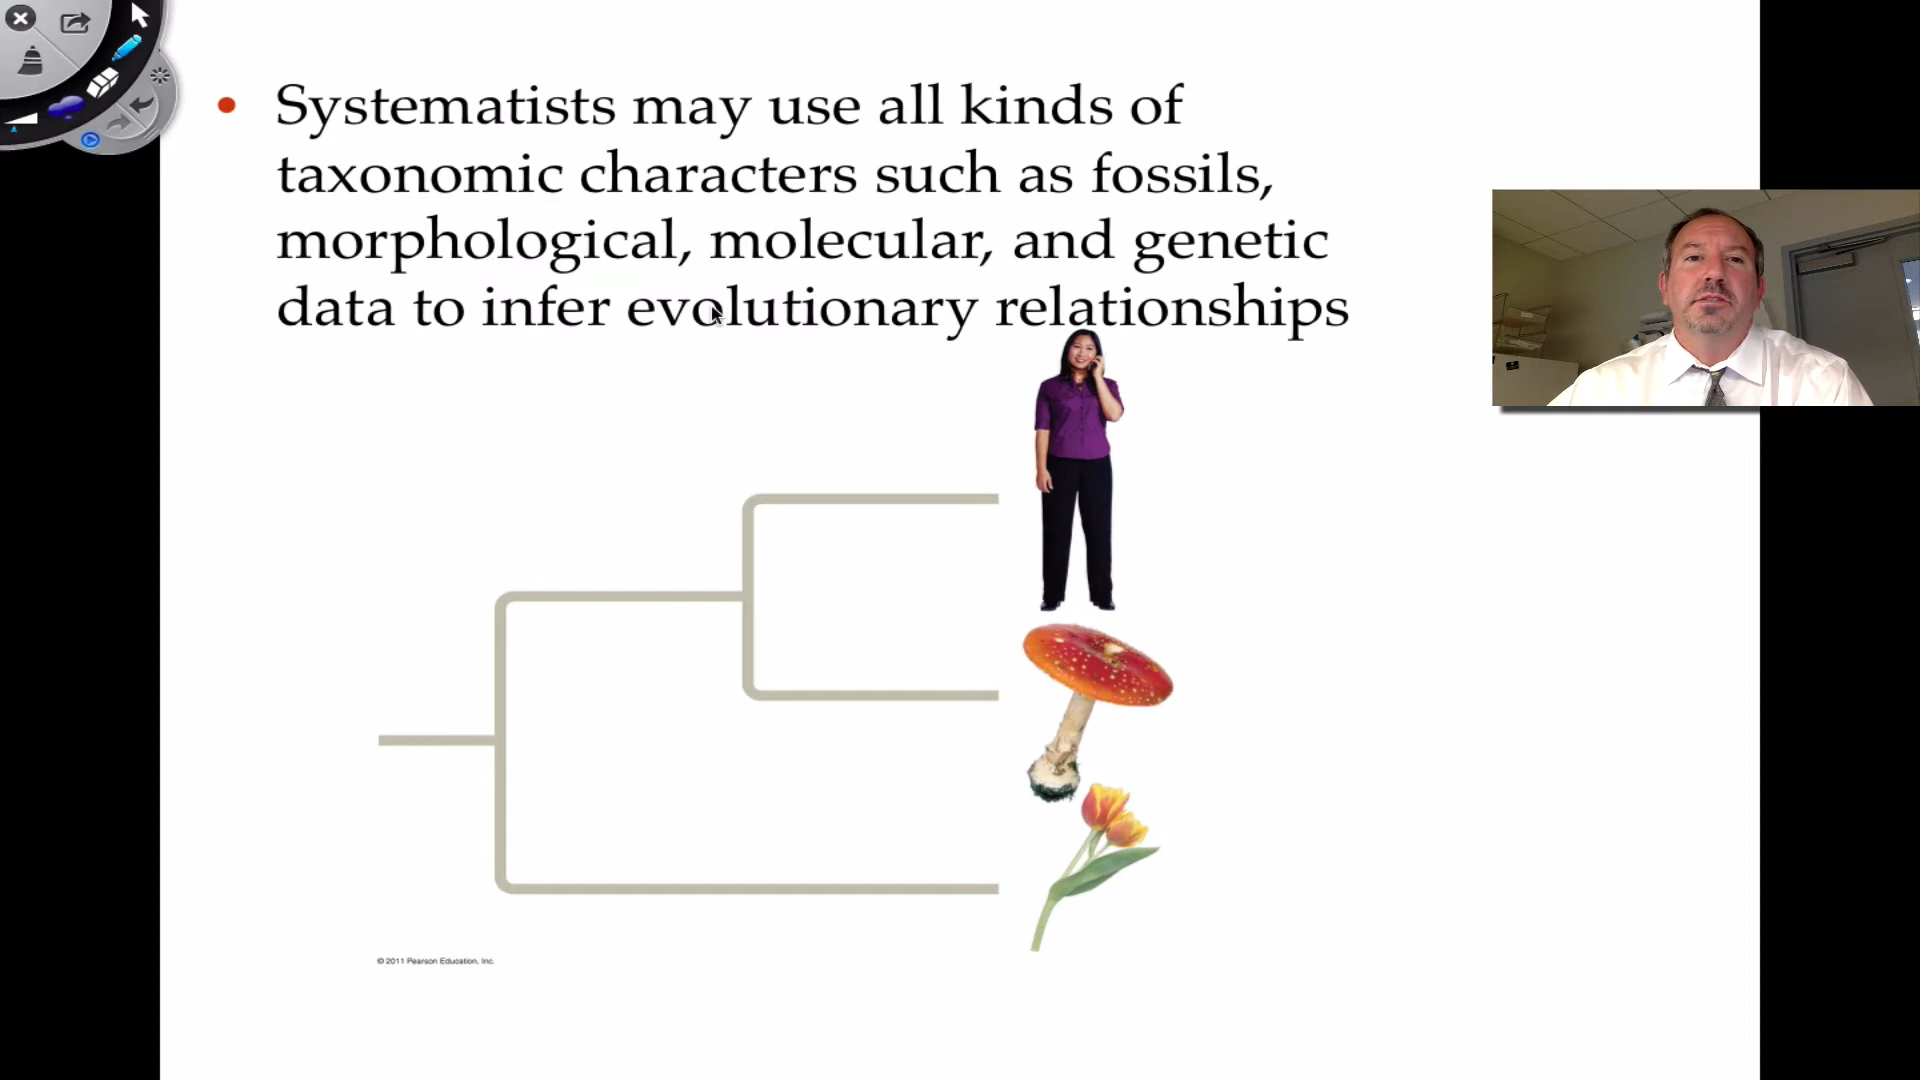 • Systematists may use all kinds of
taxonomic characters such as fossils,
morphological, molecular, and genetic
data to infer evolutionary relationships
© 2011 Pearson Education, Inc.